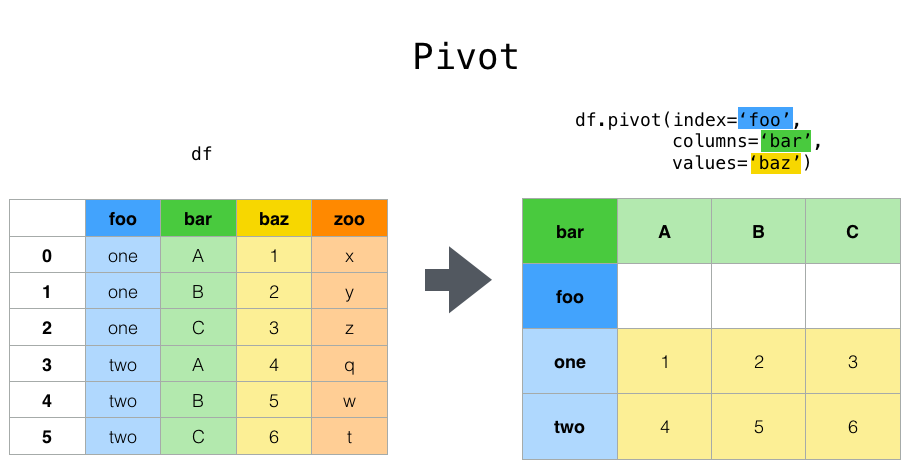 Pivot
df
foo bar baz zoo
0 one A 1 x
1 one B 2 y
2 one C 3 z
3 two A 4 q
4 two B 5 w
5 two C 6 t
df.pivot(index=‘foo’,
columns=‘bar’,
values=‘baz’)
bar A B C
foo
one 1 2 3
two 4 5 6